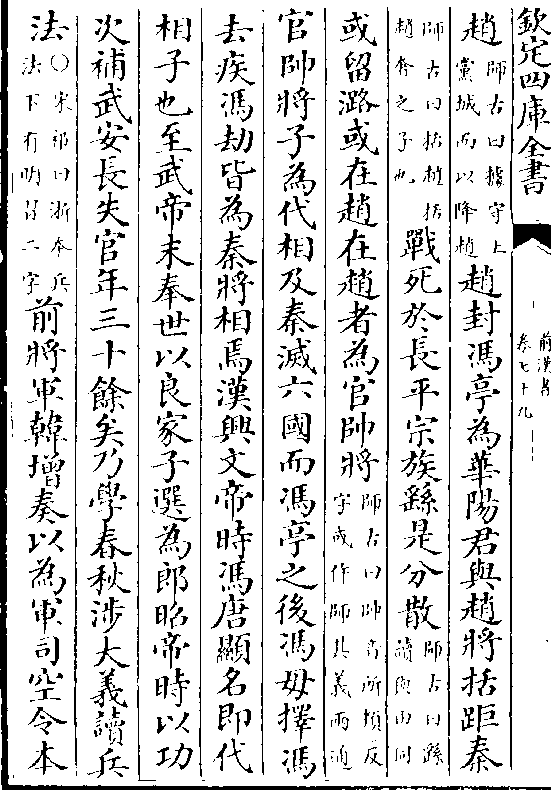 欽定四庫全書
前漢書
卷七十九
趙師古曰據守上黨城而以降趙趙封馮亭為華陽君與趙將括距秦
師古曰括趙括趙奢之子也戰死於長平宗族繇是分散師古曰繇讀與由同
或留潞或在趙在趙者為官帥將師古曰帥音所類反字或作師其義兩通
官帥將子為代相及秦滅六國而馮亭之後馮毋擇馮
去疾馮劫皆為秦將相焉漢興文帝時馮唐顯名即代
相子也至武帝末奉世以良家子選為郎昭帝時以功
次補武安長失官年三十餘矣乃學春秋涉大義讀兵
法○宋祁曰浙本兵法下有明習二字前將軍韓增奏以為軍司空令本